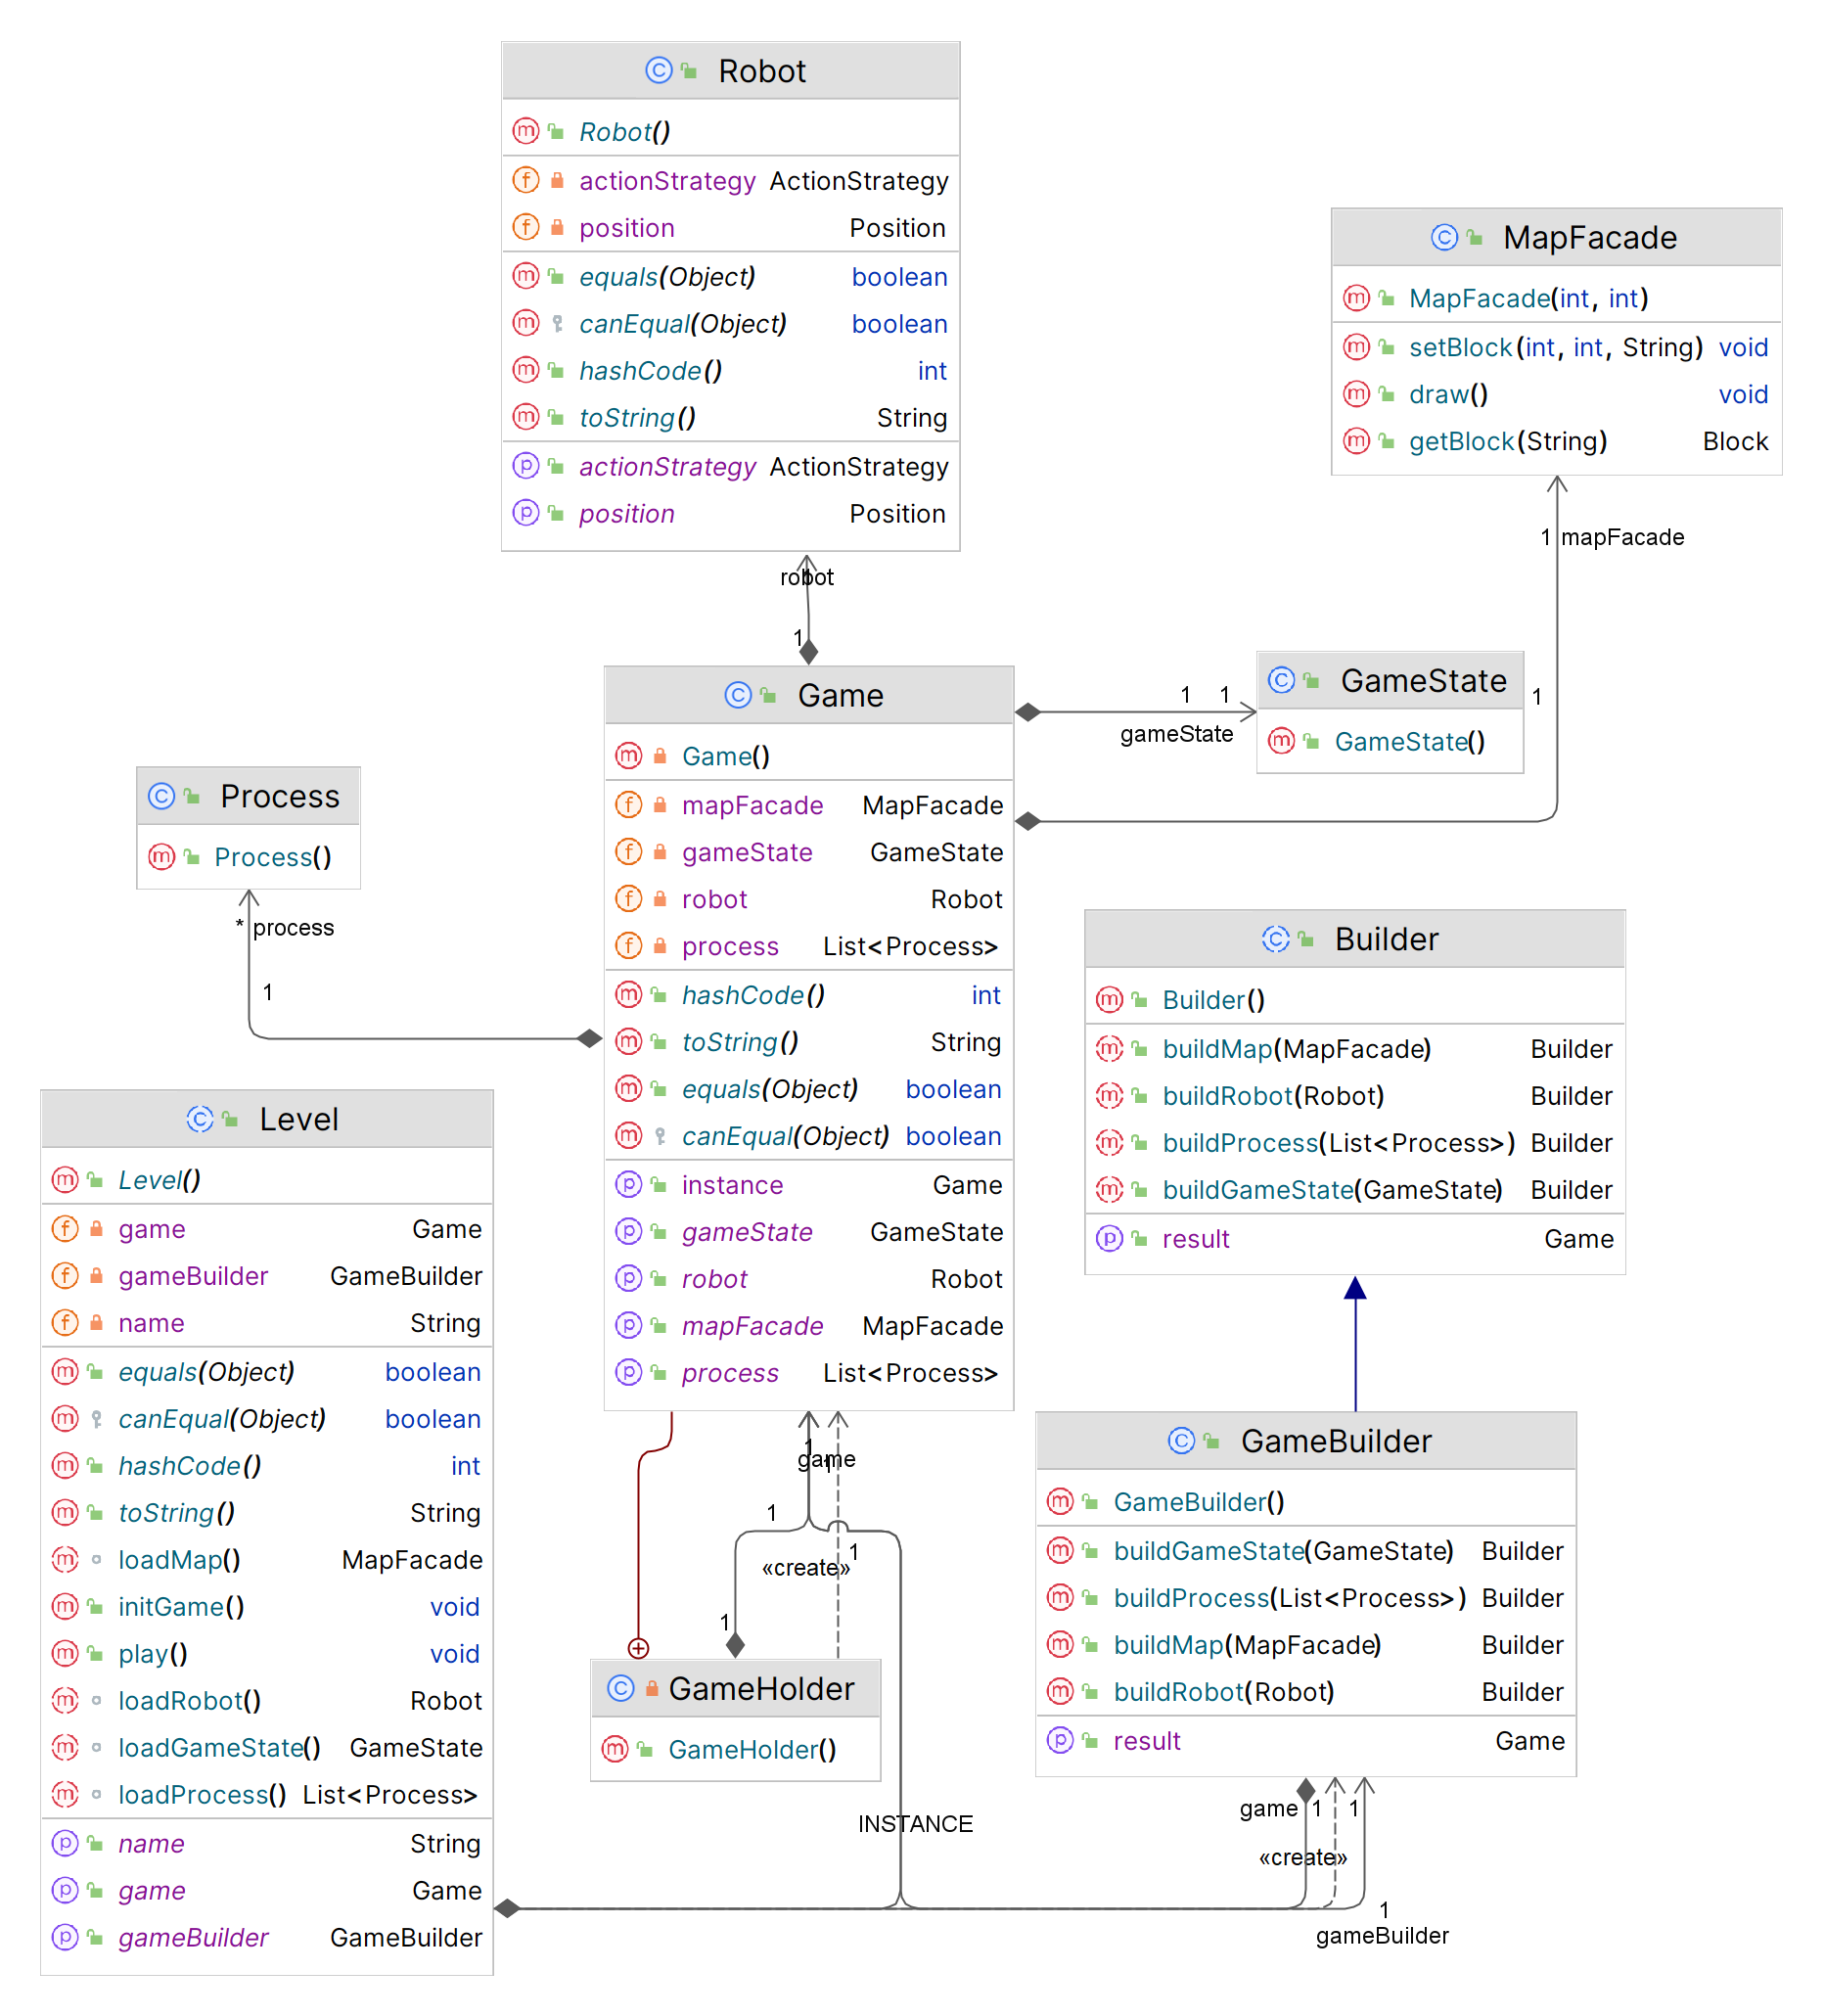 Robot
Robot()
actionStrategy ActionStrategy
position Position
equals(Object) boolean
canEqual(Object) boolean
hashCode() int
toString() String
actionStrategy ActionStrategy
position Position
MapFacade
MapFacade(int, int)
setBlock(int, int, String) void
draw() void
getBlock(String) Block
1 mapFacade
robot
1
Game
Game()
mapFacade MapFacade
gameState GameState
robot Robot
process List<Process>
hashCode() int
toString() String
equals(Object) boolean
canEqual(Object) boolean
instance Game
gameState GameState
robot Robot
mapFacade MapFacade
process List<Process>
1 1
gameState
GameState
GameState()
1
Process
Process()
* process
1
Builder
Builder()
buildMap(MapFacade) Builder
buildRobot(Robot) Builder
buildProcess(List<Process>) Builder
buildGameState(GameState) Builder
result Game
Level
Level()
game Game
gameBuilder GameBuilder
name String
equals(Object) boolean
canEqual(Object) boolean
hashCode() int
toString() String
loadMap() MapFacade
initGame() void
play() void
loadRobot() Robot
loadGameState() GameState
loadProcess() List<Process>
name String
game Game
gameBuilder GameBuilder
1
game
1
1
1
«create»
1
GameHolder
GameHolder()
INSTANCE
GameBuilder
GameBuilder()
buildGameState(GameState) Builder
buildProcess(List<Process>) Builder
buildMap(MapFacade) Builder
buildRobot(Robot) Builder
result Game
game 1 1
«create»
1
gameBuilder